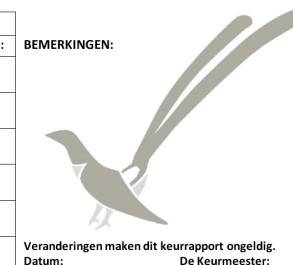 : BEMERKINGEN:
Veranderingen maken dit keurrapport ongeldig.
Datum: De Keurmeester: